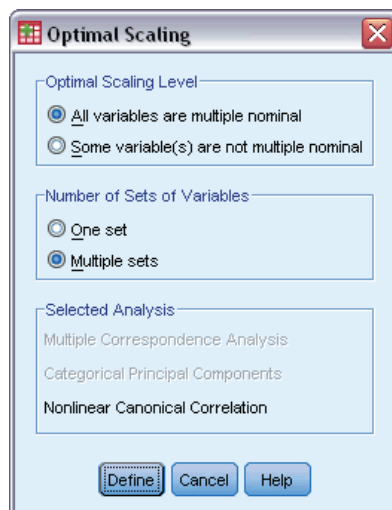 Optimal Scaling
Optimal Scaling Level
All variables are multiple nominal
Some variable(s) are not multiple nominal
Number of Sets of Variables
One set
Multiple sets
Selected Analysis
Multiple Correspondence Analysis
Categorical Principal Components
Nonlinear Canonical Correlation
Define Cancel Help